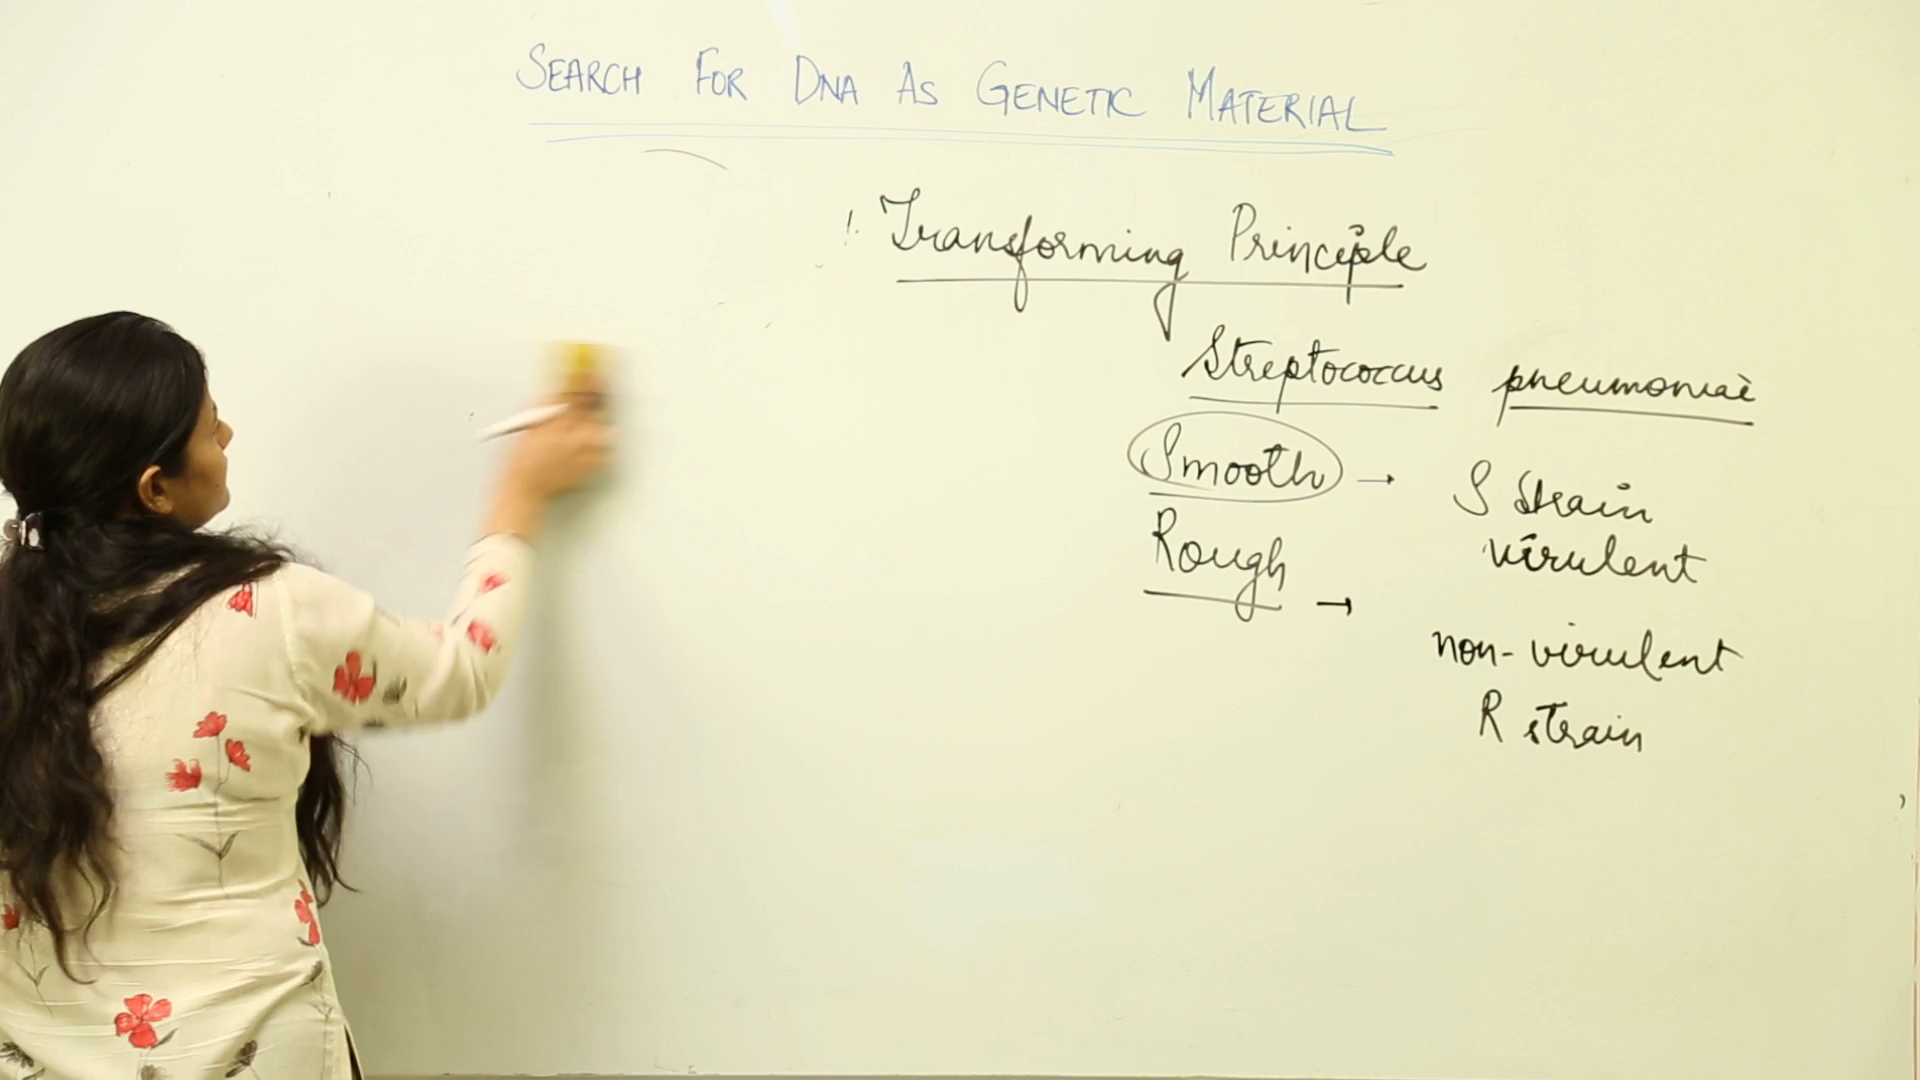 SEARCH FOR DNA AS GENETIC MATERIAL
1. Transforming Principle
Streptococcus pneumoniae
Smooth → S strain
virulent
Rough →
non-virulent
R strain